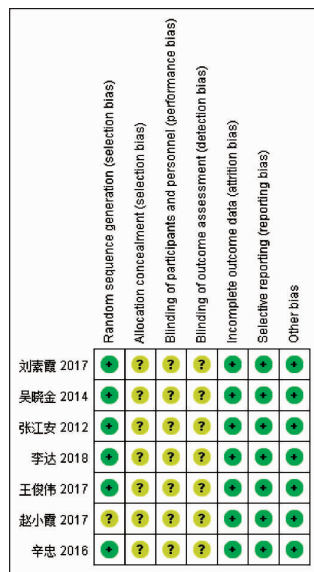 Random sequence generation (selection bias)
Allocation concealment (selection bias)
Blinding of participants and personnel (performance bias)
Blinding of outcome assessment (detection bias)
Incomplete outcome data (attrition bias)
Selective reporting (reporting bias)
Other bias
刘素霞 2017 + ? ? ? + + +
吴晓金 2014 + ? ? ? + + +
张江安 2012 + ? ? ? + + +
李达 2018 + ? ? ? + + +
王俊伟 2017 + ? ? ? + + +
赵小霞 2017 ? ? ? ? + + +
辛忠 2016 + ? ? ? + + +